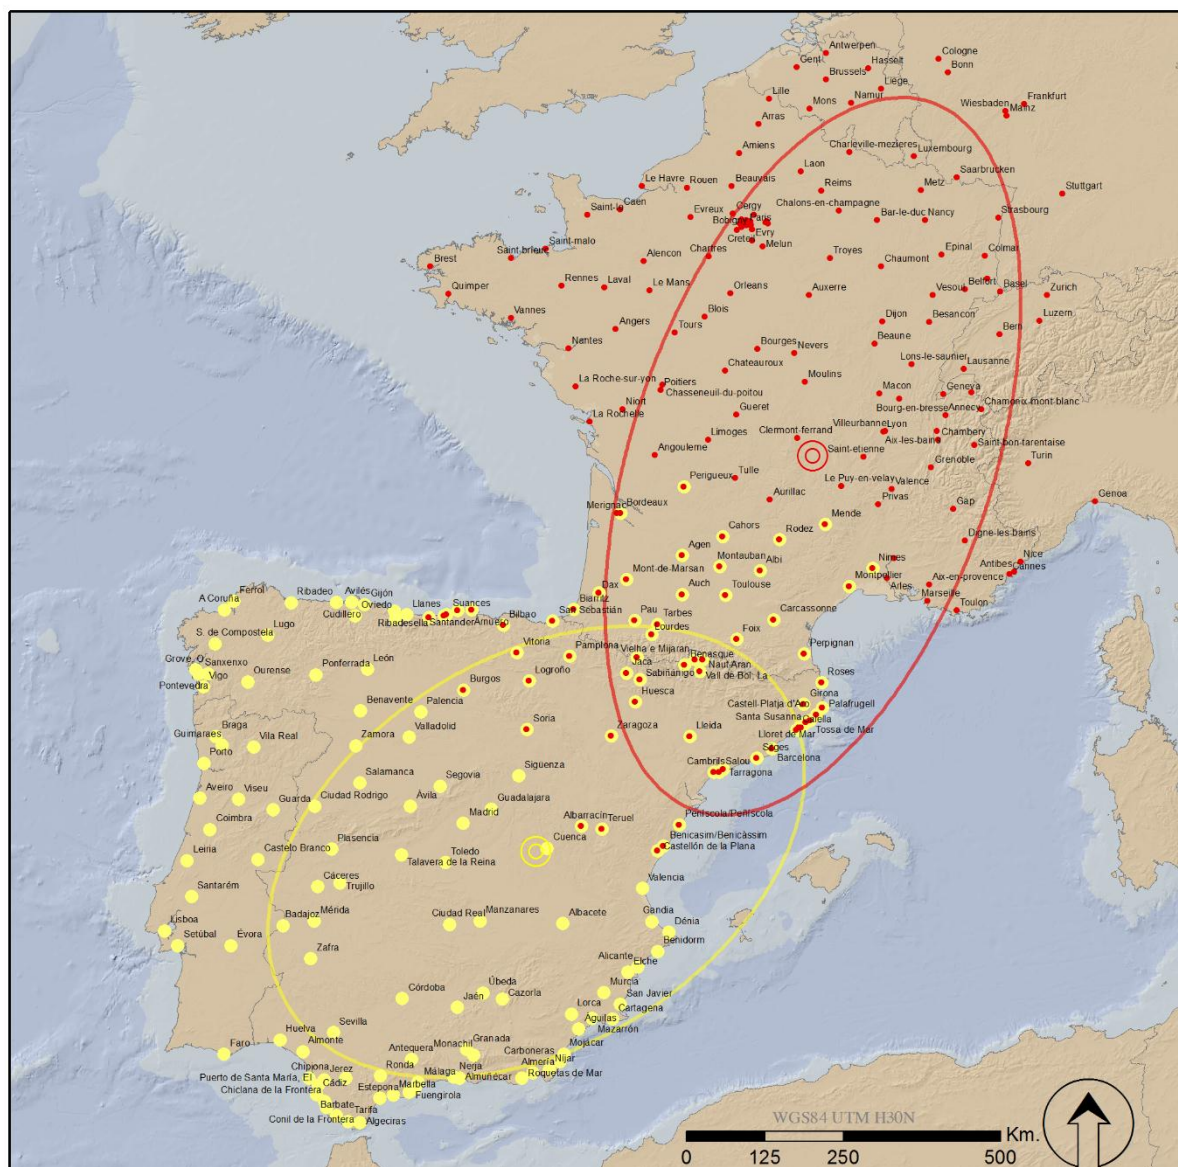 Antwerpen
Cologne
Gent
Hasselt
Bonn
Brussels
Liège
Lille
Namur
Frankfurt
Mons
Wiesbaden
Mainz
Arras
Amiens
Charleville-mezieres
Luxembourg
Laon
Saarbrucken
Le Havre
Rouen
Beauvais
Reims
Metz
Stuttgart
Saint-lo
Caen
Evreux
Cergy
Chalons-en-champagne
Bobigny
Paris
Bar-le-duc
Nancy
Strasbourg
Evry
Creteil
Saint-malo
Melun
Saint-brieuc
Alencon
Chartres
Troyes
Epinal
Colmar
Brest
Chaumont
Rennes
Laval
Quimper
Le Mans
Orleans
Auxerre
Vesoul
Belfort
Basel
Zurich
Vannes
Angers
Blois
Dijon
Besancon
Luzern
Tours
Bern
Nantes
Bourges
Nevers
Beaune
Chateauroux
Lons-le-saunier
Lausanne
La Roche-sur-yon
Poitiers
Moulins
Chasseneuil-du-poitou
Macon
Geneva
Niort
Bourg-en-bresse
Annecy
Chamonix-mont-blanc
La Rochelle
Gueret
Limoges
Clermont-ferrand
Villeurbanne
Lyon
Chambery
Aix-les-bains
Saint-bon-tarentaise
Angouleme
Saint-etienne
Grenoble
Turin
Perigueux
Tulle
Le Puy-en-velay
Valence
Aurillac
Privas
Merignac
Bordeaux
Gap
Genoa
Mende
Cahors
Rodez
Digne-les bains
Agen
Nimes
Nice
Mont-de-Marsan
Montauban
Albi
Montpellier
Antibes
Cannes
Dax
Auch
Toulouse
Arles
Aix-en-provence
Marseille
Toulon
Ferrol
A Coruña
Ribadeo
Avilés
Gijón
Llanes
Suances
Biarritz
Cudillero
Oviedo
Ribadesella
Santander
Arnuero
Bilbao
San Sebastián
Pau
Tarbes
Carcassonne
S. de Compostela
Lugo
Lourdes
Foix
Perpignan
Grove, O
Sanxenxo
Ponferrada
León
Vitoria
Pamplona
Vielha e Mijaran
Benasque
Naut Aran
Vigo
Ourense
Jaca
Sabiñánigo
Vall de Boí, La
Roses
Pontevedra
Burgos
Logroño
Huesca
Girona
Benavente
Palencia
Castell-Platja d'Aro
Palafrugell
Braga
Guimaraes
Soria
Zaragoza
Lleida
Santa Susanna
Calella
Vila Real
Zamora
Valladolid
Lloret de Mar
Tossa de Mar
Porto
Sitges
Barcelona
Sigüenza
Cambrils
Salou
Tarragona
Aveiro
Viseu
Salamanca
Segovia
Guarda
Ciudad Rodrigo
Ávila
Guadalajara
Coimbra
Madrid
Albarracín
Teruel
Peñíscola/Peñíscola
Leiria
Castelo Branco
Plasencia
Toledo
Cuenca
Benicasim/Benicàssim
Talavera de la Reina
Castellón de la Plana
Santarém
Cáceres
Trujillo
Valencia
Lisboa
Badajoz
Mérida
Ciudad Real
Manzanares
Albacete
Gandia
Dénia
Setúbal
Évora
Zafra
Benidorm
Alicante
Elche
Córdoba
Úbeda
Cazorla
Murcia
San Javier
Jaén
Lorca
Cartagena
Águilas
Mazarrón
Huelva
Sevilla
Almonte
Faro
Monachil
Granada
Mojácar
Antequera
Carboneras
Chipiona
Ronda
Nerja
Almería
Níjar
Puerto de Santa María, El
Jerez
Málaga
Roquetas de Mar
Cádiz
Estepona
Marbella
Almuñécar
Chiclana de la Frontera
Fuengirola
Barbate
Tarifa
Conil de la Frontera
Algeciras
WGS84 UTM H30N
Km.
0 125 250 500